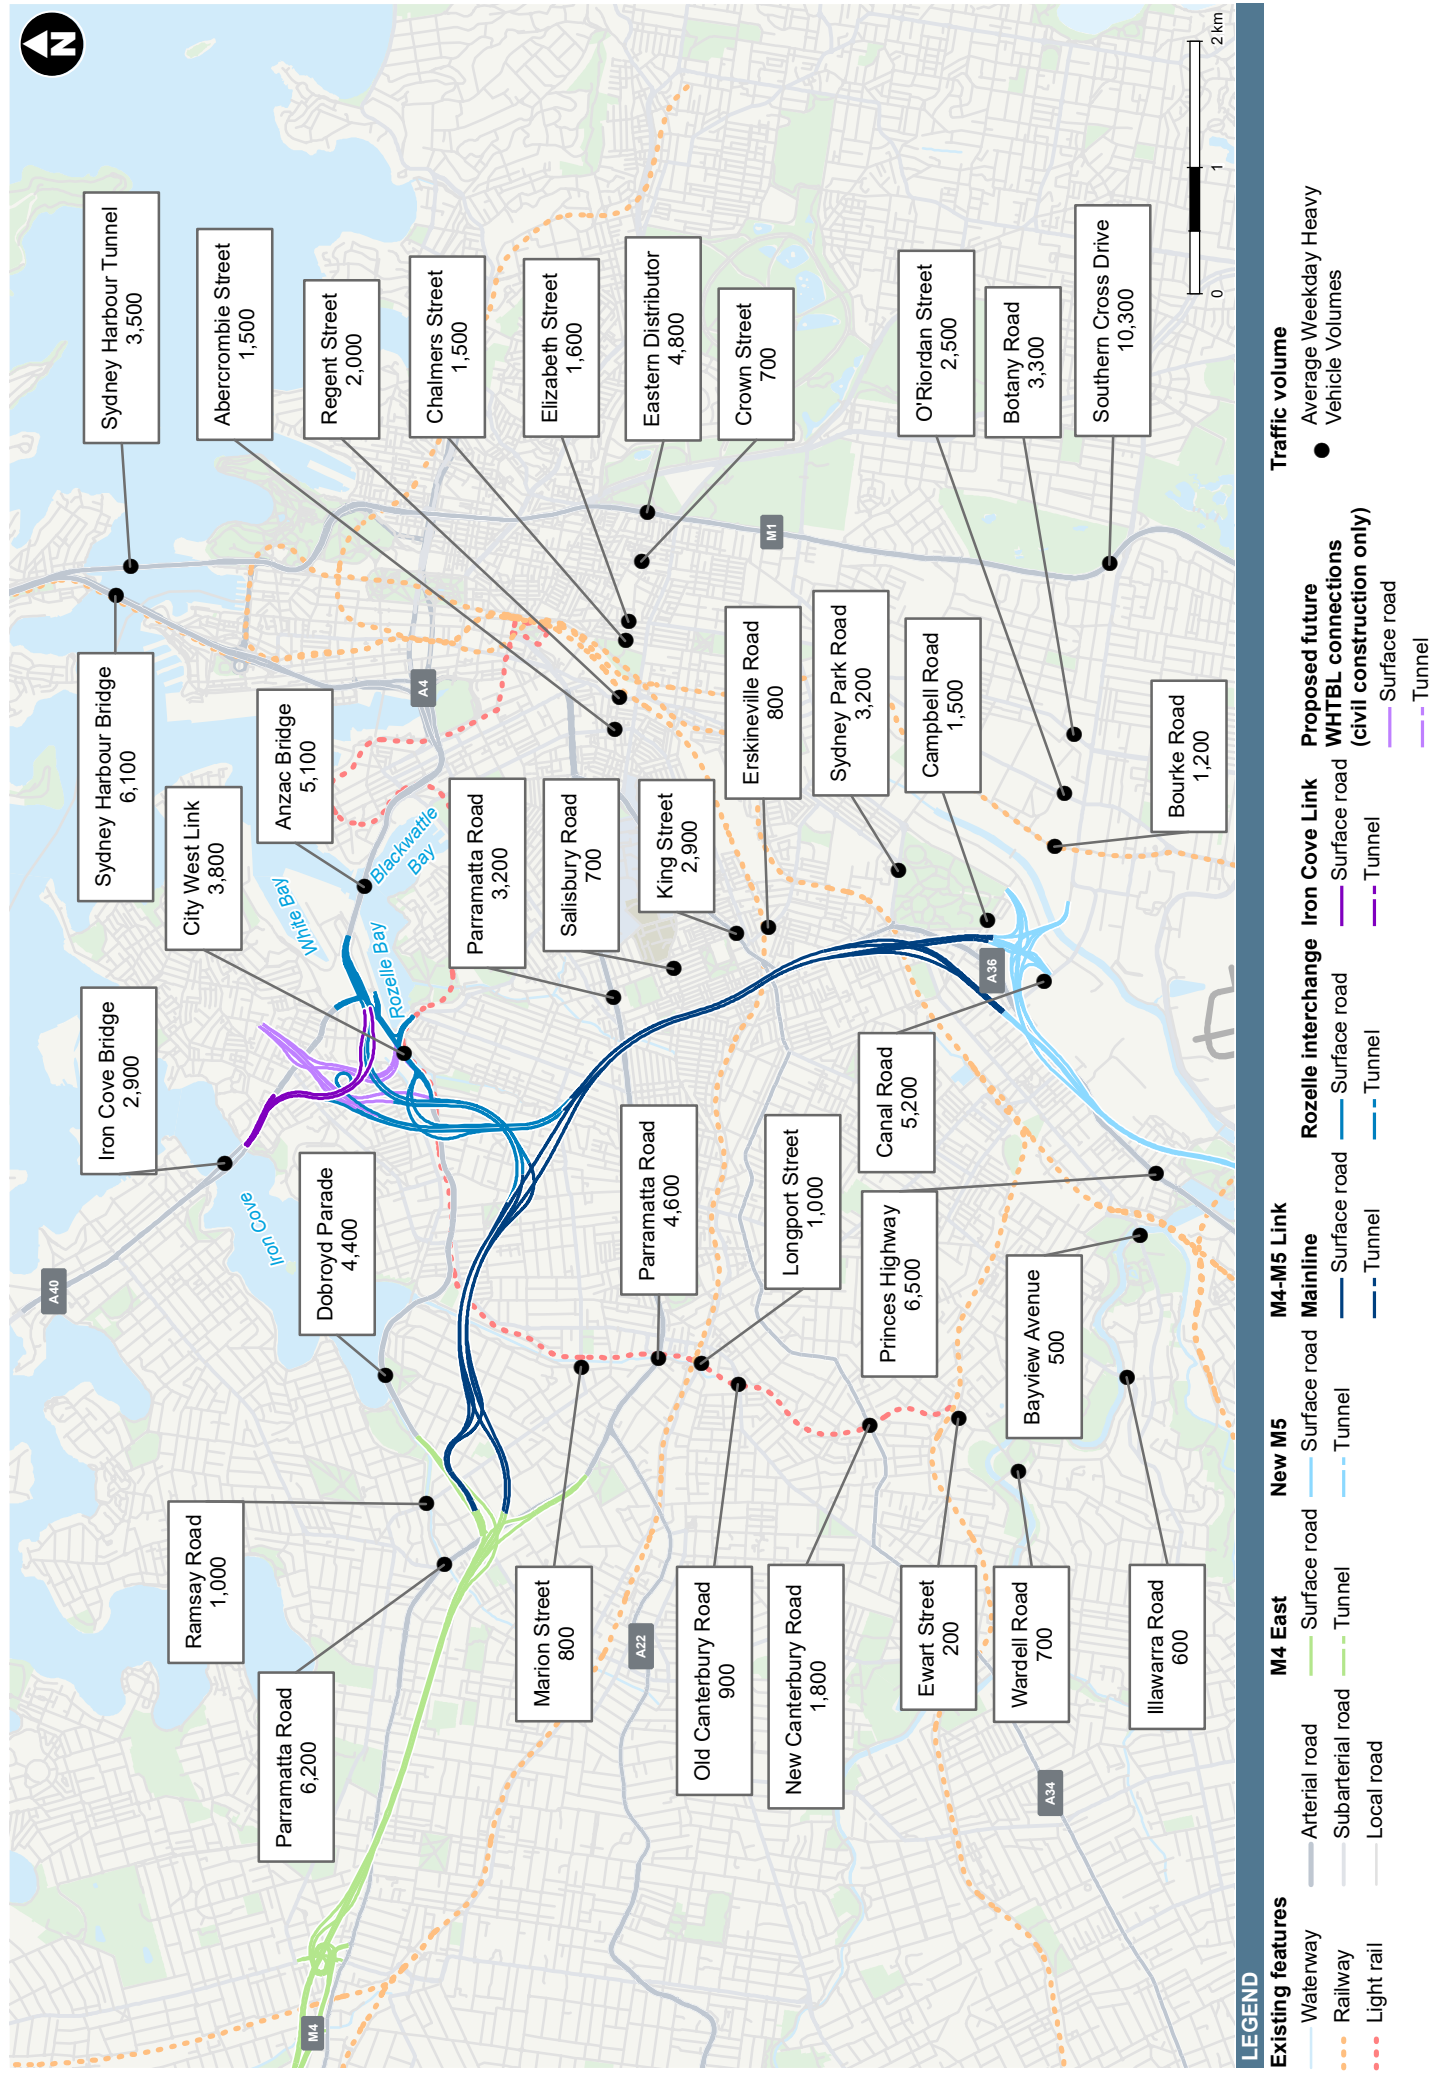 N
Sydney Harbour Tunnel
3,500
Abercrombie Street
1,500
Regent Street
2,000
Chalmers Street
1,500
Elizabeth Street
1,600
Eastern Distributor
4,800
Crown Street
700
O'Riordan Street
2,500
Botany Road
3,300
Southern Cross Drive
10,300
Sydney Harbour Bridge
6,100
City West Link
3,800
Anzac Bridge
5,100
Parramatta Road
3,200
Salisbury Road
700
King Street
2,900
Erskineville Road
800
Sydney Park Road
3,200
Campbell Road
1,500
Bourke Road
1,200
Iron Cove Bridge
2,900
Dobroyd Parade
4,400
Parramatta Road
4,600
Longport Street
1,000
Canal Road
5,200
Princes Highway
6,500
Bayview Avenue
500
Ramsay Road
1,000
Parramatta Road
6,200
Marion Street
800
Old Canterbury Road
900
New Canterbury Road
1,800
Ewart Street
200
Wardell Road
700
Illawarra Road
600
White Bay
Blackwattle
Bay
Rozelle Bay
Iron Cove
A40
A4
M1
A36
A22
A34
M4
0
1
2 km
LEGEND
Existing features
Waterway
Railway
Light rail
Arterial road
Subarterial road
Local road
M4 East
Surface road
Tunnel
New M5
Surface road
Tunnel
M4-M5 Link
Mainline
Surface road
Tunnel
Rozelle interchange
Surface road
Tunnel
Iron Cove Link
Surface road
Tunnel
Proposed future
WHTBL connections
(civil construction only)
Surface road
Tunnel
Traffic volume
Average Weekday Heavy
Vehicle Volumes